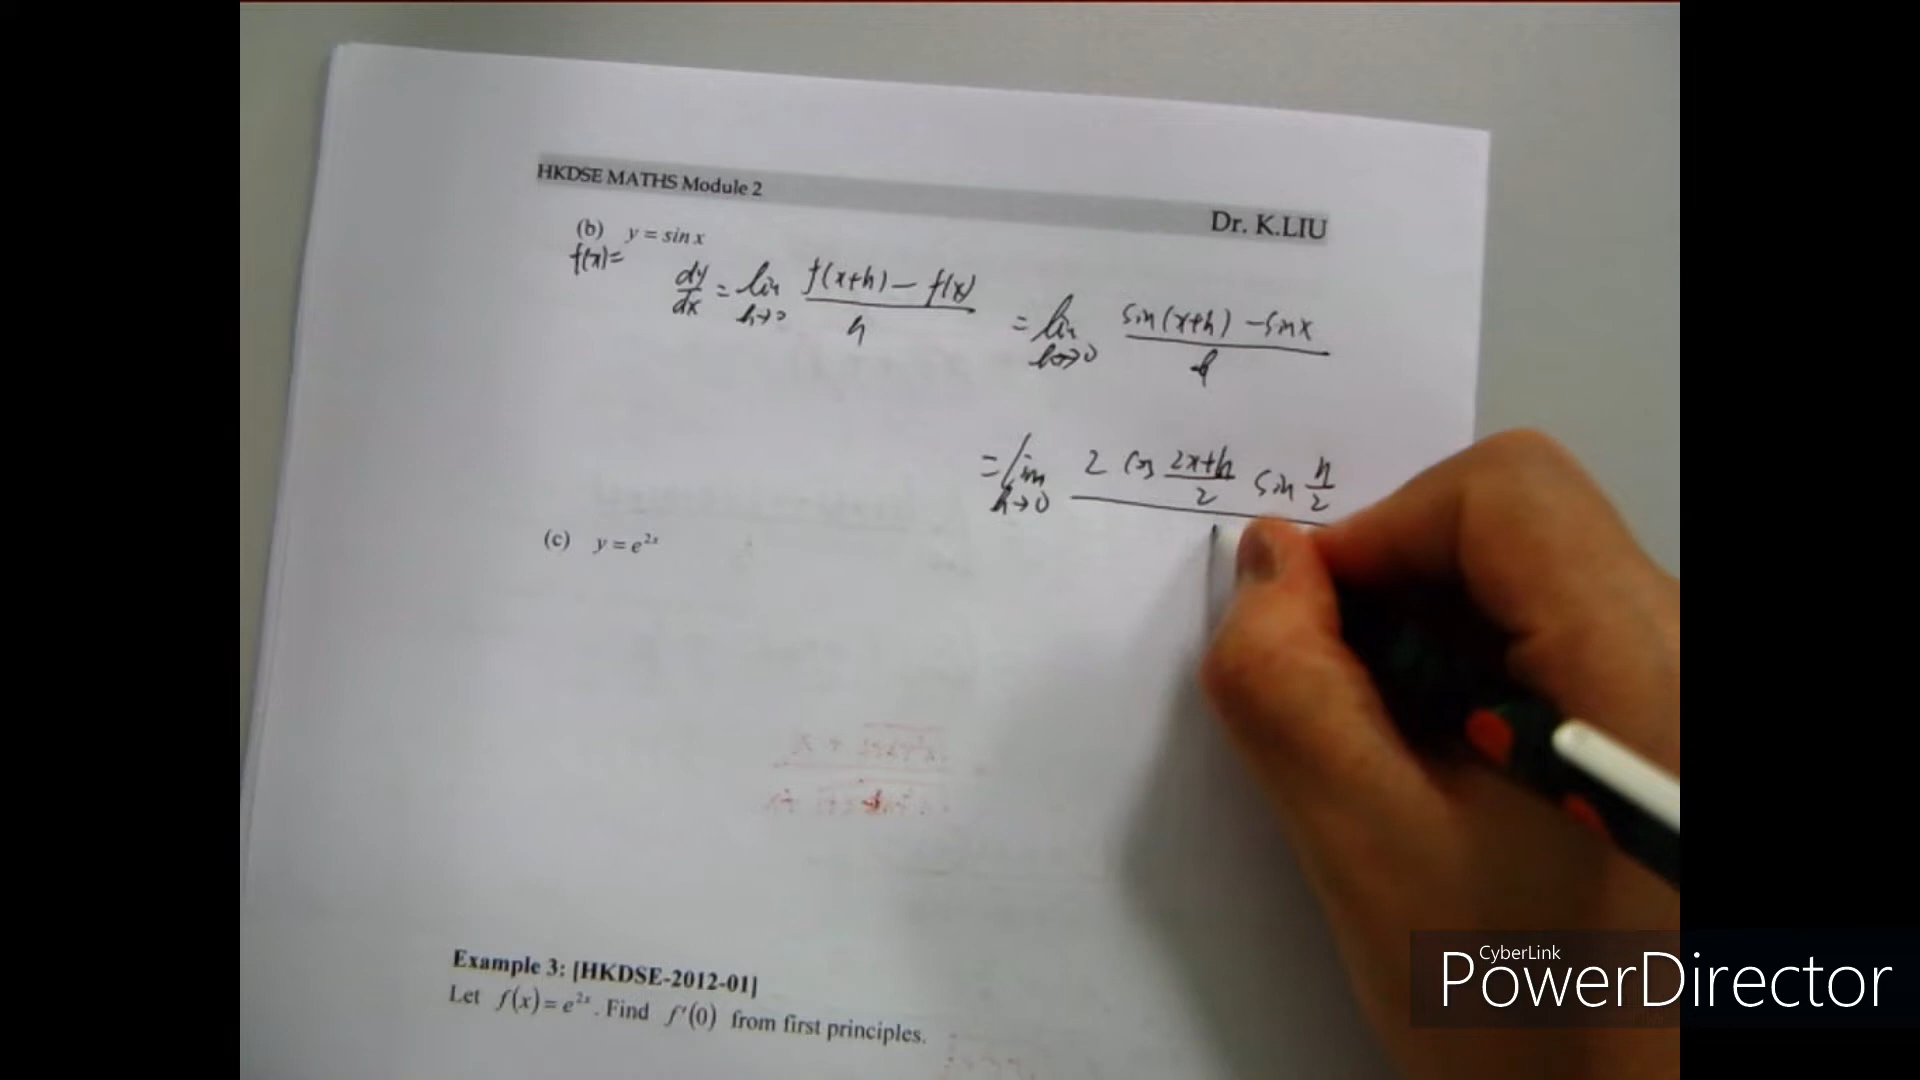 HKDSE MATHS Module 2
Dr. K.LIU
(b) y = sin x
f(x)=
dy/dx = lim h→0 f(x+h) − f(x) / h = lim h→0 sin(x+h) − sin x / h
= lim h→0 2 cos 2x+h/2 sin h/2
(c) y = e^2x
Example 3: [HKDSE-2012-01]
Let f(x) = e^2x. Find f'(0) from first principles.
CyberLink
PowerDirector